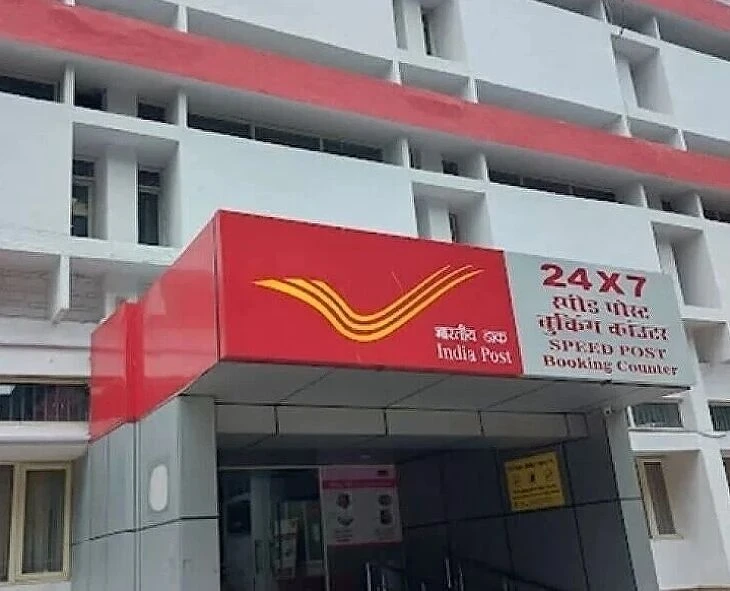 भारतीय डाक
India Post
24X7
स्पीड पोस्ट
बुकिंग काउंटर
SPEED POST
Booking Counter